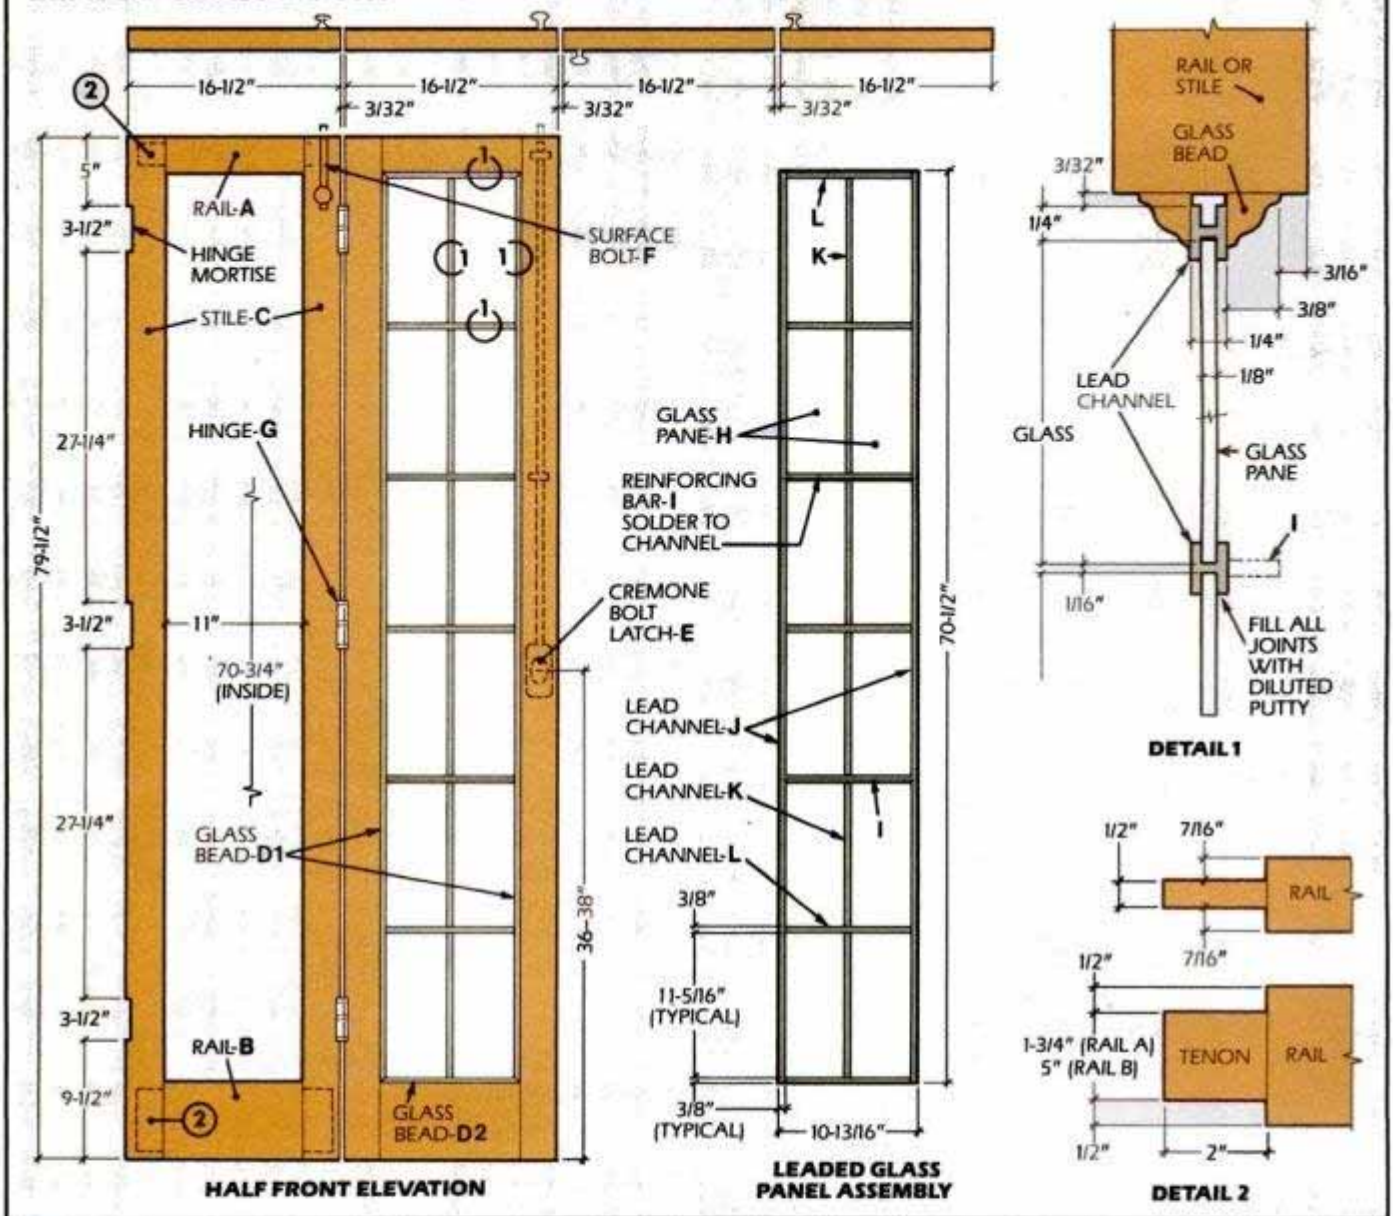 16-1/2"
16-1/2"
16-1/2"
16-1/2"
3/32"
3/32"
3/32"
2
5"
3-1/2"
27-1/4"
3-1/2"
27-1/4"
3-1/2"
9-1/2"
79-1/2"
RAIL-A
HINGE
MORTISE
STILE-C
HINGE-G
11"
70-3/4"
(INSIDE)
GLASS
BEAD-D1
RAIL-B
2
1
1
1
1
SURFACE
BOLT-F
CREMONE
BOLT
LATCH-E
36-38"
GLASS
BEAD-D2
HALF FRONT ELEVATION
L
K
GLASS
PANE-H
REINFORCING
BAR-I
SOLDER TO
CHANNEL
LEAD
CHANNEL-J
LEAD
CHANNEL-K
LEAD
CHANNEL-L
I
70-1/2"
3/8"
11-5/16"
(TYPICAL)
3/8"
(TYPICAL)
10-13/16"
LEADED GLASS
PANEL ASSEMBLY
RAIL OR
STILE
GLASS
BEAD
3/32"
1/4"
3/16"
3/8"
1/4"
1/8"
LEAD
CHANNEL
GLASS
GLASS
PANE
I
1/16"
FILL ALL
JOINTS
WITH
DILUTED
PUTTY
DETAIL 1
1/2"
7/16"
RAIL
7/16"
1/2"
1-3/4" (RAIL A)
5" (RAIL B)
TENON
RAIL
1/2"
2"
DETAIL 2